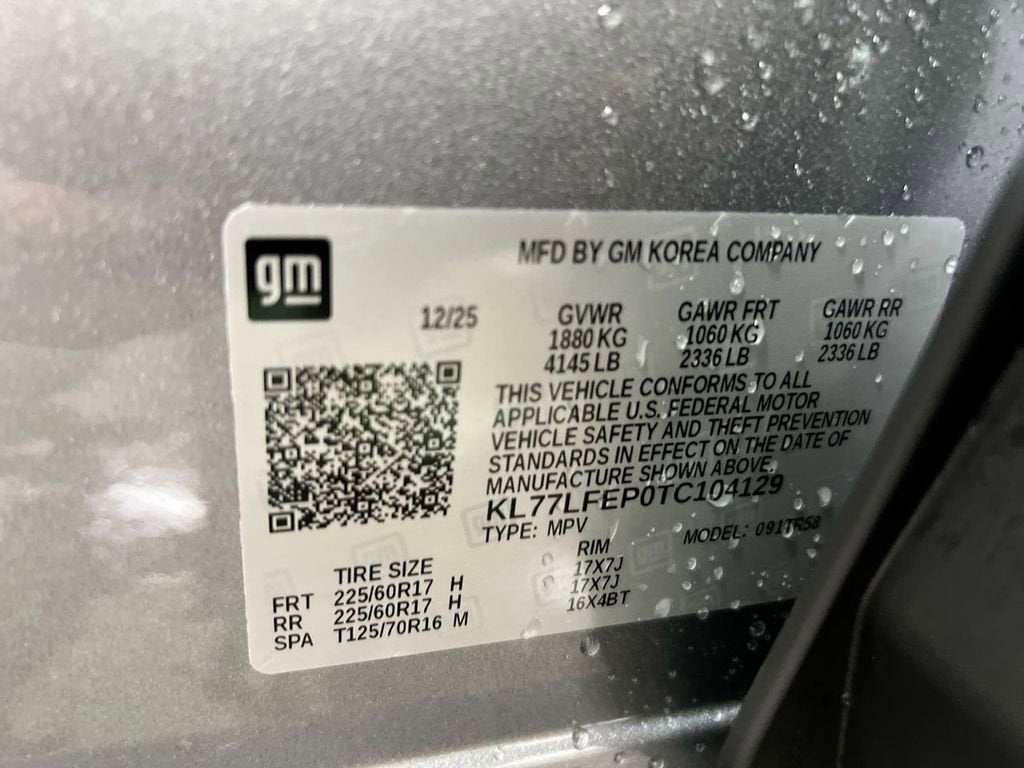 gm
MFD BY GM KOREA COMPANY
12/25
GVWR GAWR FRT GAWR RR
1880 KG 1060 KG 1060 KG
4145 LB 2336 LB 2336 LB
THIS VEHICLE CONFORMS TO ALL
APPLICABLE U.S. FEDERAL MOTOR
VEHICLE SAFETY AND THEFT PREVENTION
STANDARDS IN EFFECT ON THE DATE OF
MANUFACTURE SHOWN ABOVE.
KL77LFEP0TC104129
TYPE: MPV MODEL: 091TR58
TIRE SIZE RIM
FRT 225/60R17 H 17X7J
RR 225/60R17 H 17X7J
SPA T125/70R16 M 16X4BT